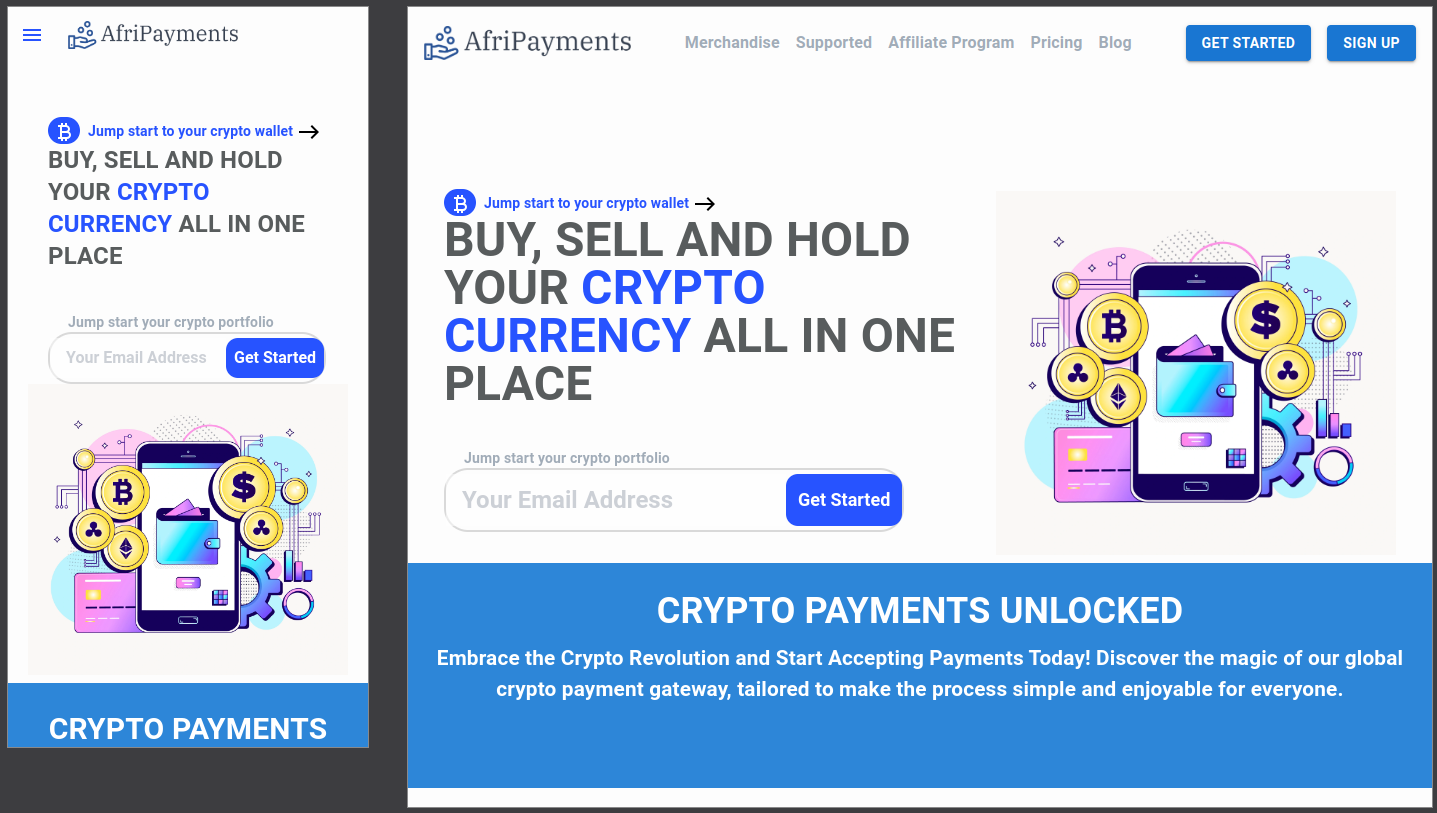 AfriPayments
Jump start to your crypto wallet
BUY, SELL AND HOLD
YOUR CRYPTO
CURRENCY ALL IN ONE
PLACE
Jump start your crypto portfolio
Your Email Address
Get Started
CRYPTO PAYMENTS
AfriPayments
Merchandise
Supported
Affiliate Program
Pricing
Blog
GET STARTED
SIGN UP
Jump start to your crypto wallet
BUY, SELL AND HOLD
YOUR CRYPTO
CURRENCY ALL IN ONE
PLACE
Jump start your crypto portfolio
Your Email Address
Get Started
CRYPTO PAYMENTS UNLOCKED
Embrace the Crypto Revolution and Start Accepting Payments Today! Discover the magic of our global
crypto payment gateway, tailored to make the process simple and enjoyable for everyone.